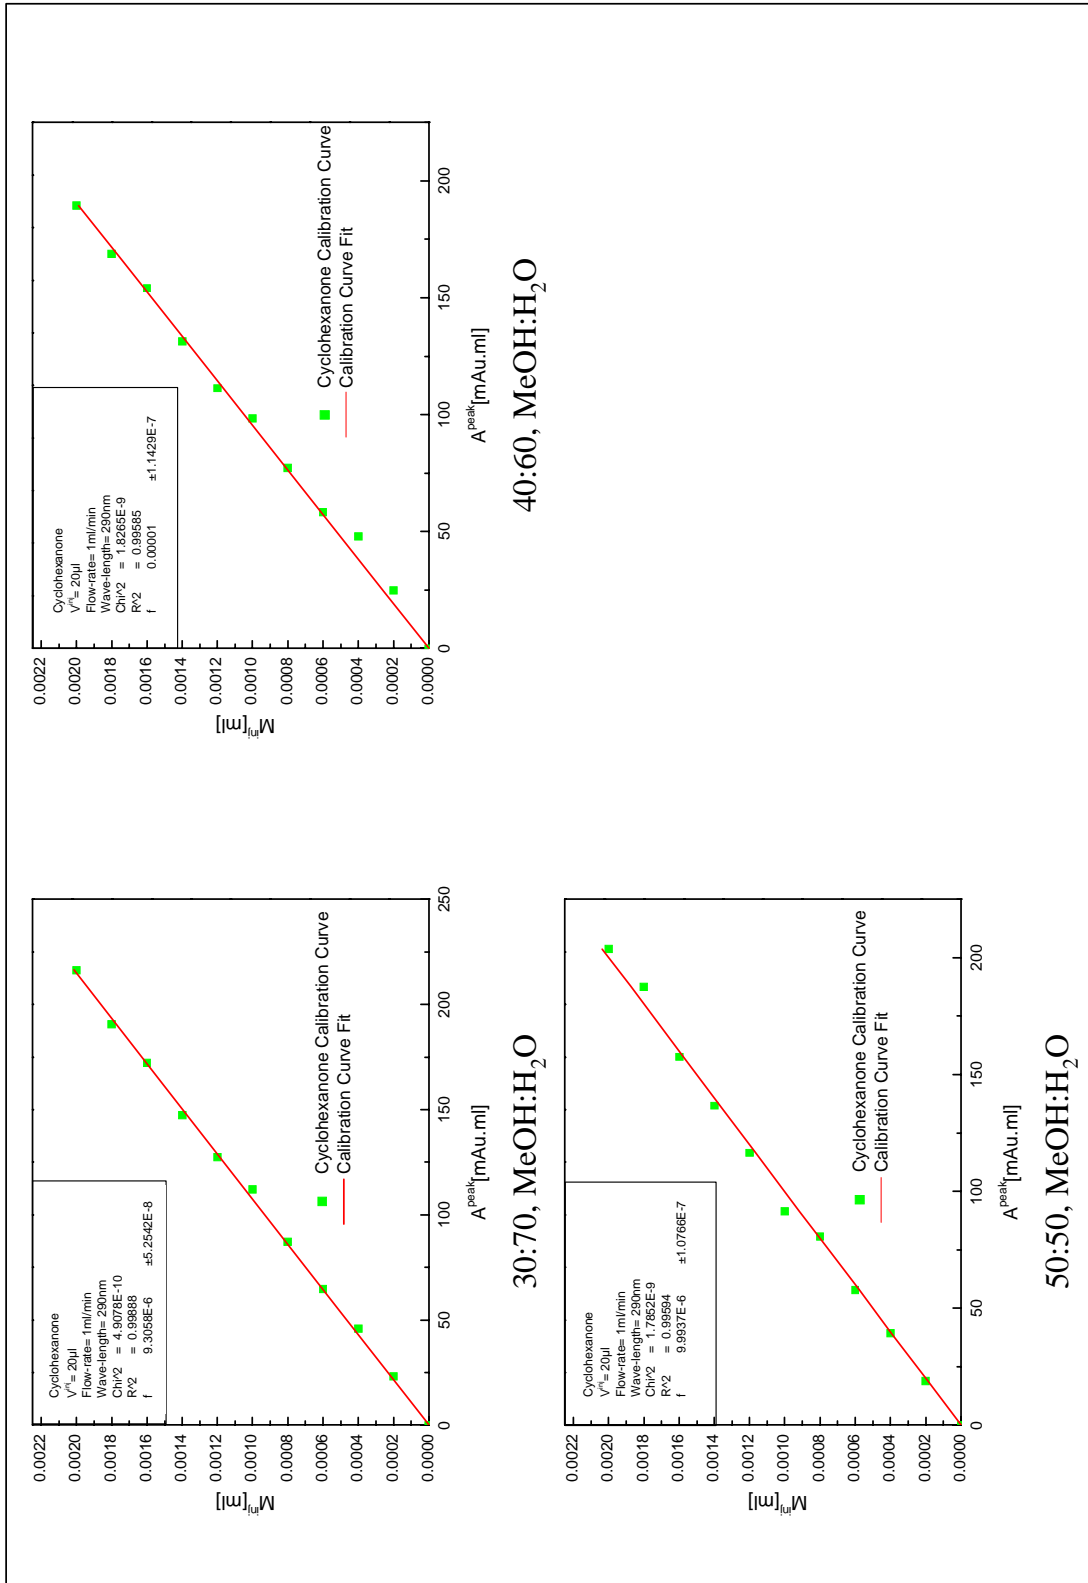 0.0022
0.0020
0.0018
0.0016
0.0014
0.0012
0.0010
0.0008
0.0006
0.0004
0.0002
0.0000
M^inj[ml]
Cyclohexanone
V^inj= 20µl
Flow-rate= 1ml/min
Wave-length= 290nm
Chi^2 = 4.9078E-10
R^2 = 0.99888
f 9.3058E-6 ±5.2542E-8
Cyclohexanone Calibration Curve
Calibration Curve Fit
0 50 100 150 200 250
A^peak[mAu.ml]
30:70, MeOH:H₂O
0.0022
0.0020
0.0018
0.0016
0.0014
0.0012
0.0010
0.0008
0.0006
0.0004
0.0002
0.0000
M^inj[ml]
Cyclohexanone
V^inj= 20µl
Flow-rate= 1ml/min
Wave-length= 290nm
Chi^2 = 1.8265E-9
R^2 = 0.99585
f 0.00001 ±1.1429E-7
Cyclohexanone Calibration Curve
Calibration Curve Fit
0 50 100 150 200
A^peak[mAu.ml]
40:60, MeOH:H₂O
0.0022
0.0020
0.0018
0.0016
0.0014
0.0012
0.0010
0.0008
0.0006
0.0004
0.0002
0.0000
M^inj[ml]
Cyclohexanone
V^inj= 20µl
Flow-rate= 1ml/min
Wave-length= 290nm
Chi^2 = 1.7852E-9
R^2 = 0.99594
f 9.9937E-6 ±1.0766E-7
Cyclohexanone Calibration Curve
Calibration Curve Fit
0 50 100 150 200
A^peak[mAu.ml]
50:50, MeOH:H₂O